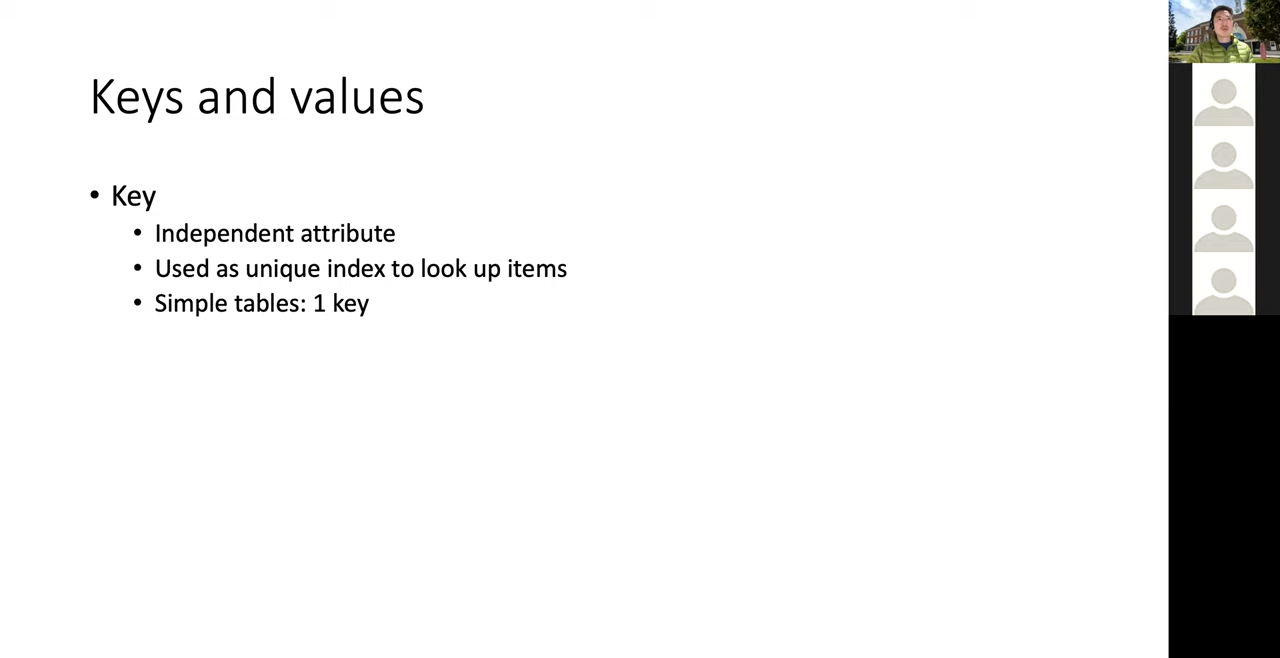 Keys and values
• Key
• Independent attribute
• Used as unique index to look up items
• Simple tables: 1 key